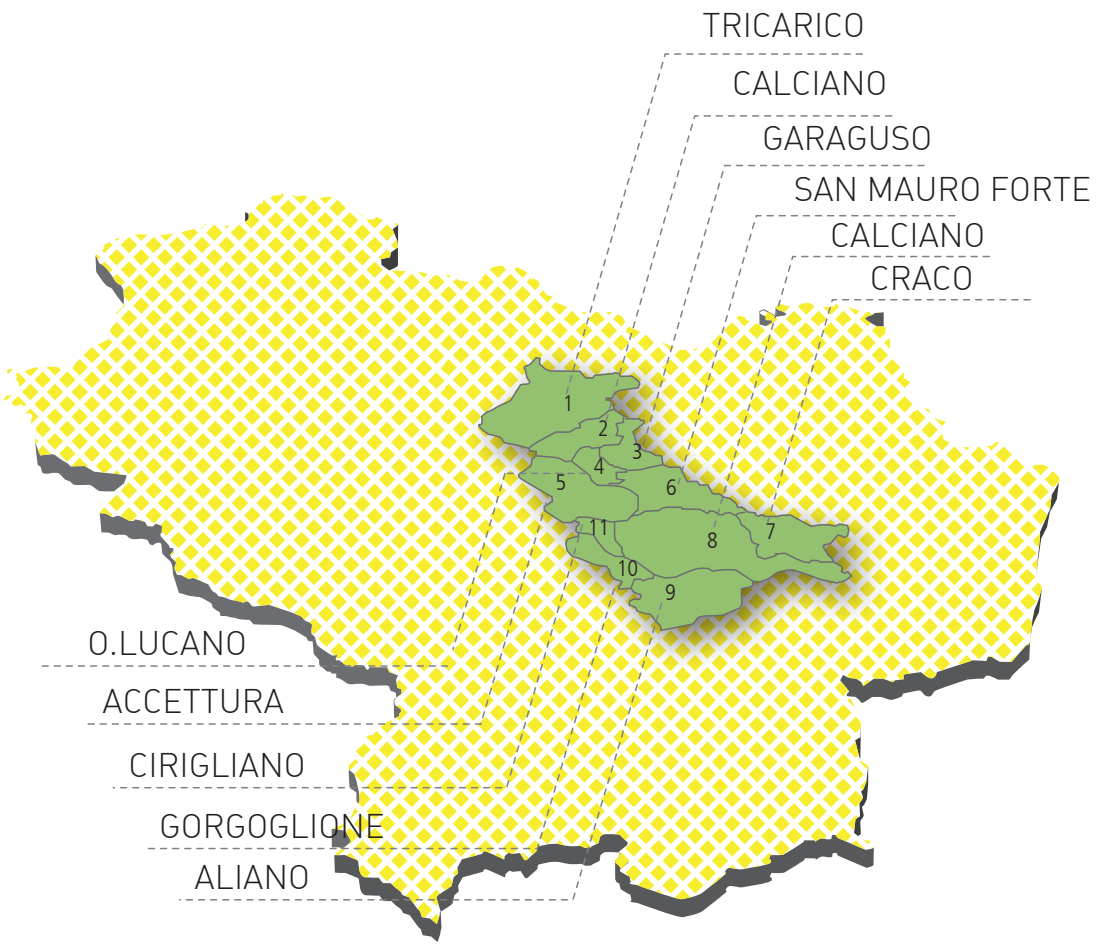 TRICARICO
CALCIANO
GARAGUSO
SAN MAURO FORTE
CALCIANO
CRACO
1
2
3
4
5
6
7
8
11
10
9
O.LUCANO
ACCETTURA
CIRIGLIANO
GORGOGLIONE
ALIANO